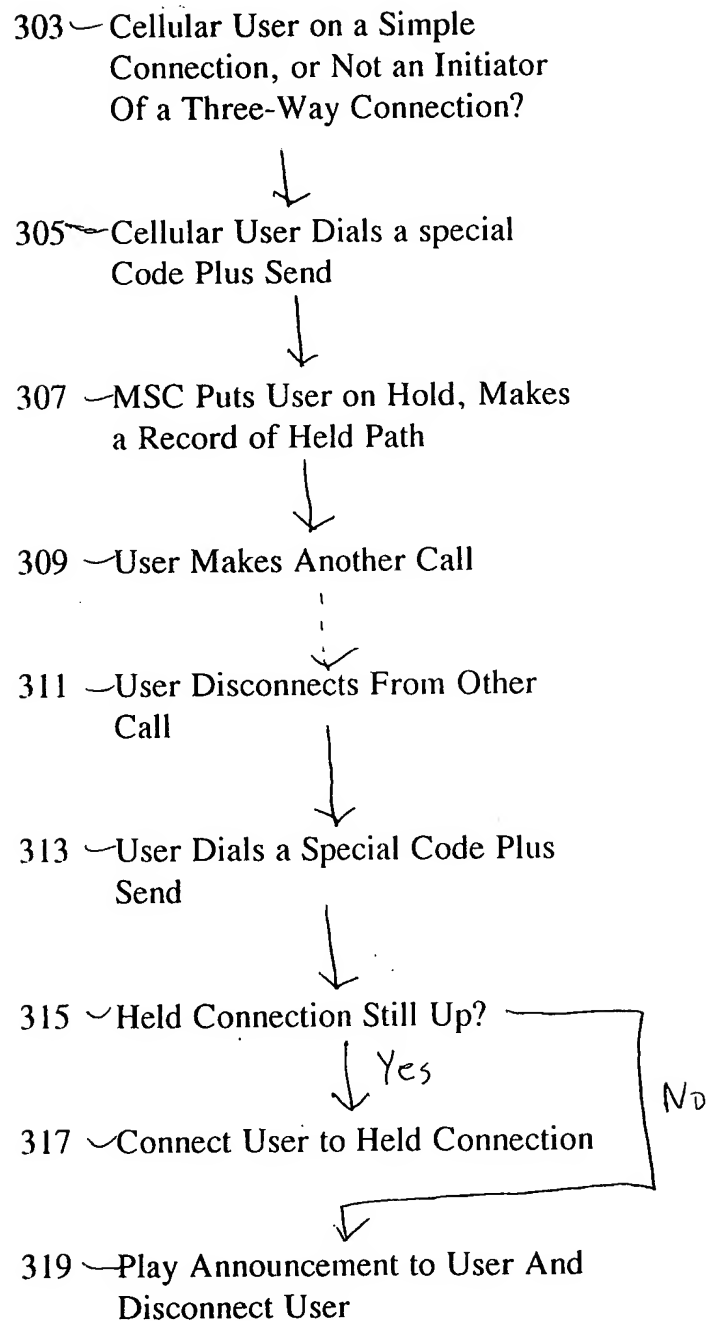 303 Cellular User on a Simple
Connection, or Not an Initiator
Of a Three-Way Connection?
305 Cellular User Dials a special
Code Plus Send
307 MSC Puts User on Hold, Makes
a Record of Held Path
309 User Makes Another Call
311 User Disconnects From Other
Call
313 User Dials a Special Code Plus
Send
315 Held Connection Still Up?
Yes
No
317 Connect User to Held Connection
319 Play Announcement to User And
Disconnect User